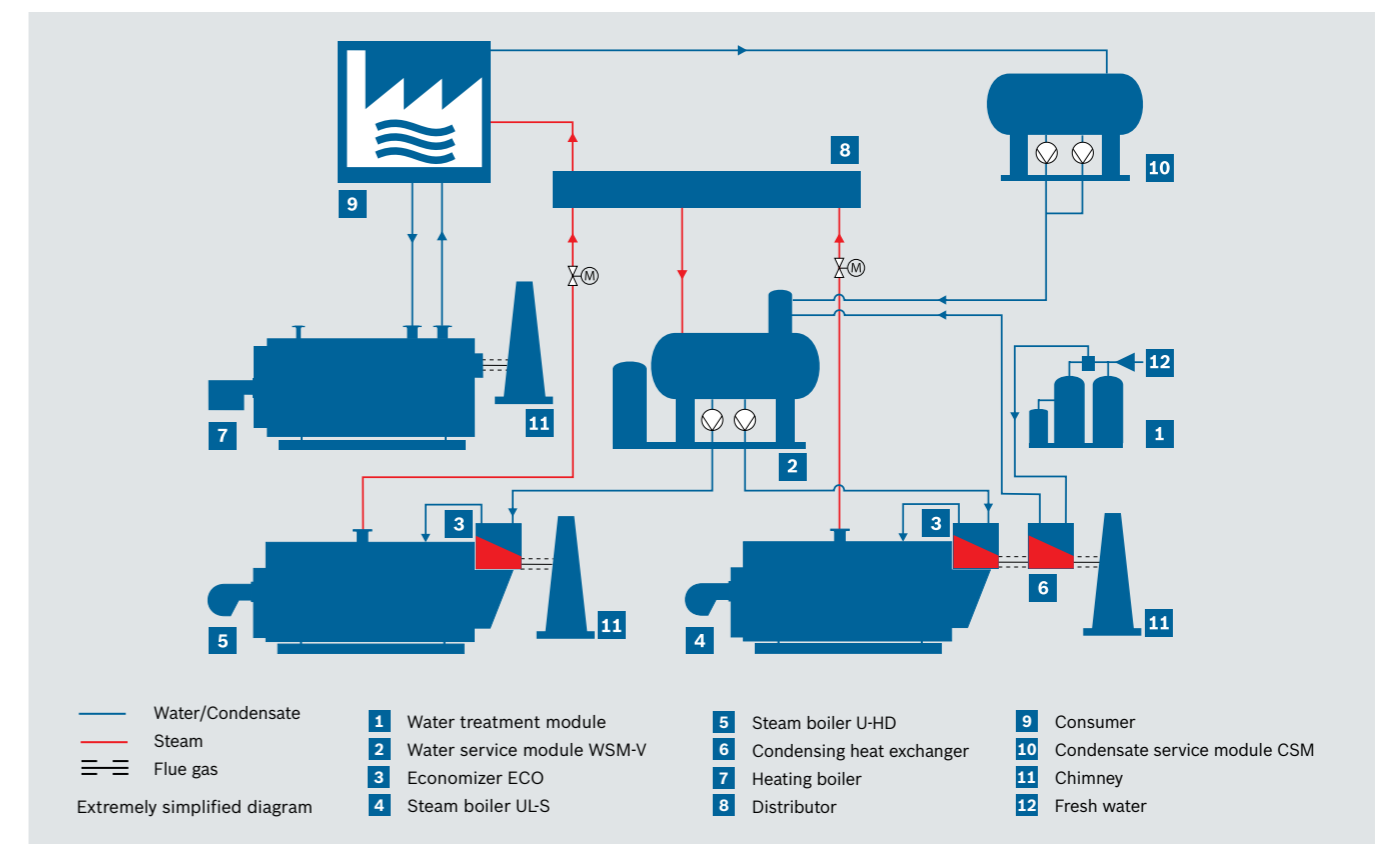 8
10
9
M
M
12
11
7
1
2
3
3
6
5
11
4
11
Water/Condensate
Steam
Flue gas
Extremely simplified diagram
1 Water treatment module
2 Water service module WSM-V
3 Economizer ECO
4 Steam boiler UL-S
5 Steam boiler U-HD
6 Condensing heat exchanger
7 Heating boiler
8 Distributor
9 Consumer
10 Condensate service module CSM
11 Chimney
12 Fresh water